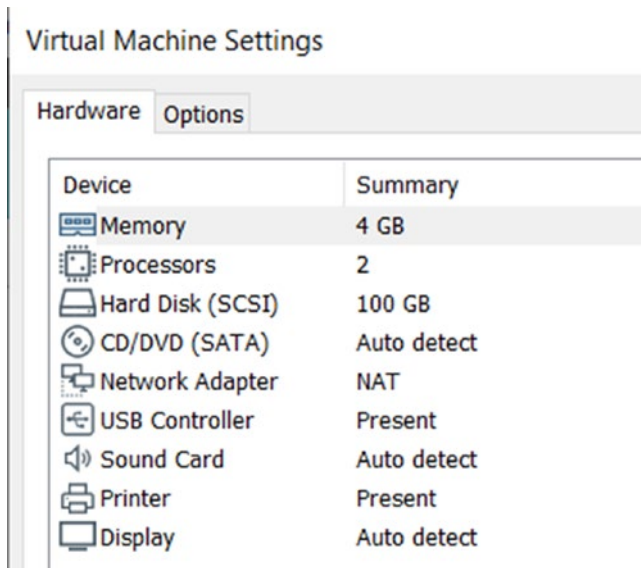 Virtual Machine Settings
Hardware Options
Device Summary
Memory 4 GB
Processors 2
Hard Disk (SCSI) 100 GB
CD/DVD (SATA) Auto detect
Network Adapter NAT
USB Controller Present
Sound Card Auto detect
Printer Present
Display Auto detect